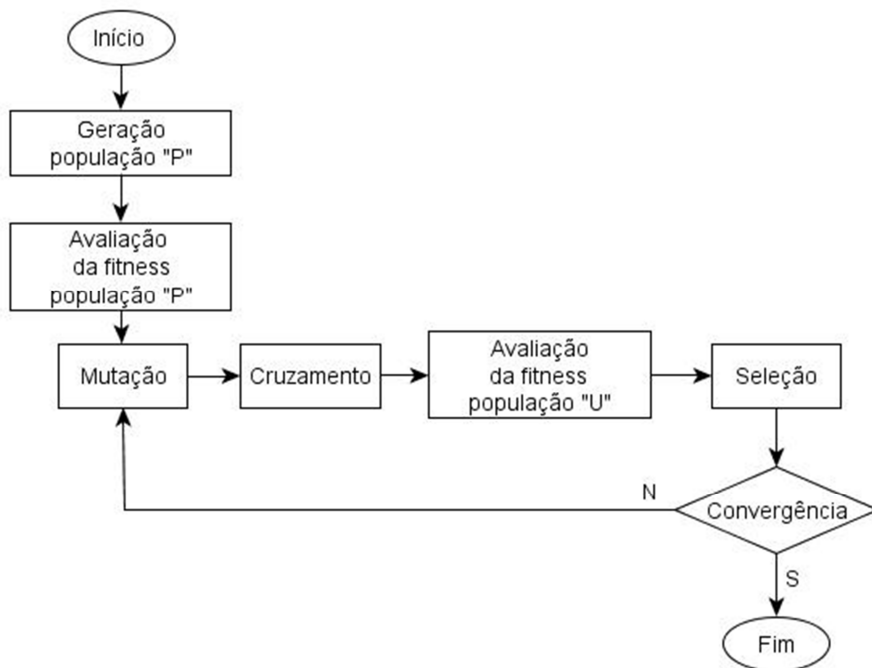 Início
Geração
população "P"
Avaliação
da fitness
população "P"
Mutação
Cruzamento
Avaliação
da fitness
população "U"
Seleção
Convergência
N
S
Fim